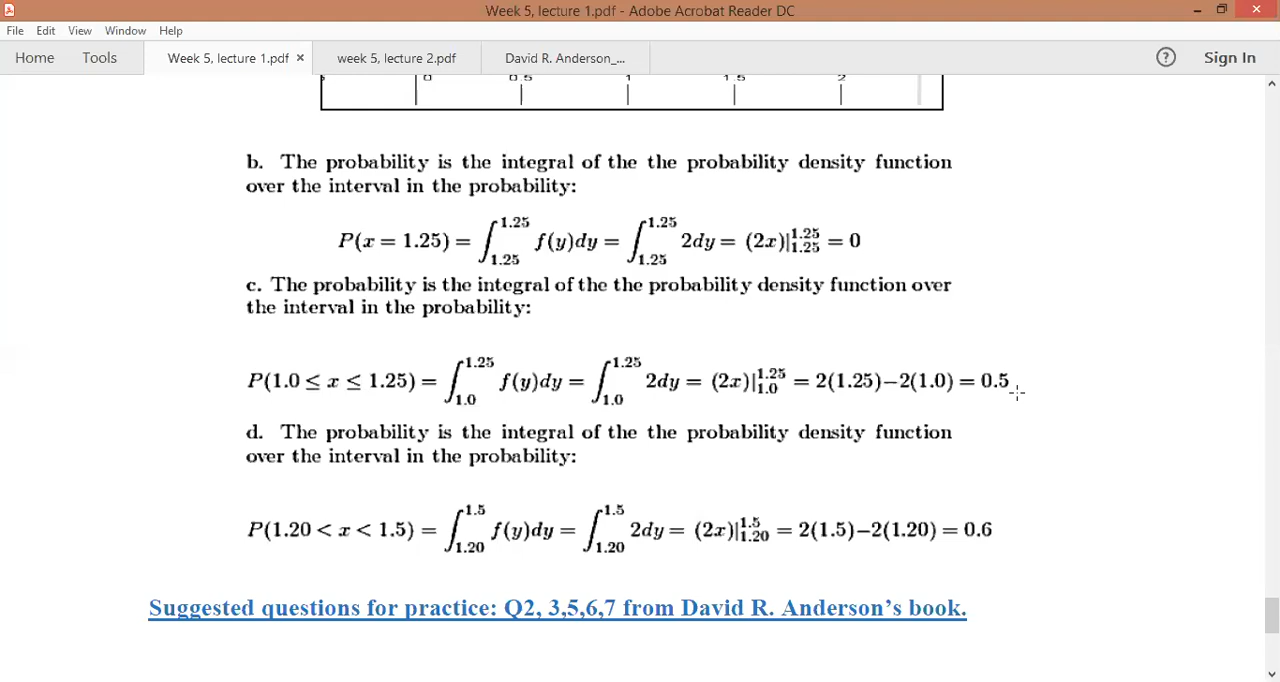 Week 5, lecture 1.pdf - Adobe Acrobat Reader DC
File Edit View Window Help
Home Tools Week 5, lecture 1.pdf × week 5, lecture 2.pdf David R. Anderson_... ? Sign In
0 0.5 1 1.5 2
b. The probability is the integral of the the probability density function
over the interval in the probability:
P(x = 1.25) = ∫_{1.25}^{1.25} f(y)dy = ∫_{1.25}^{1.25} 2dy = (2x)|_{1.25}^{1.25} = 0
c. The probability is the integral of the the probability density function over
the interval in the probability:
P(1.0 ≤ x ≤ 1.25) = ∫_{1.0}^{1.25} f(y)dy = ∫_{1.0}^{1.25} 2dy = (2x)|_{1.0}^{1.25} = 2(1.25)−2(1.0) = 0.5
d. The probability is the integral of the the probability density function
over the interval in the probability:
P(1.20 < x < 1.5) = ∫_{1.20}^{1.5} f(y)dy = ∫_{1.20}^{1.5} 2dy = (2x)|_{1.20}^{1.5} = 2(1.5)−2(1.20) = 0.6
Suggested questions for practice: Q2, 3,5,6,7 from David R. Anderson’s book.